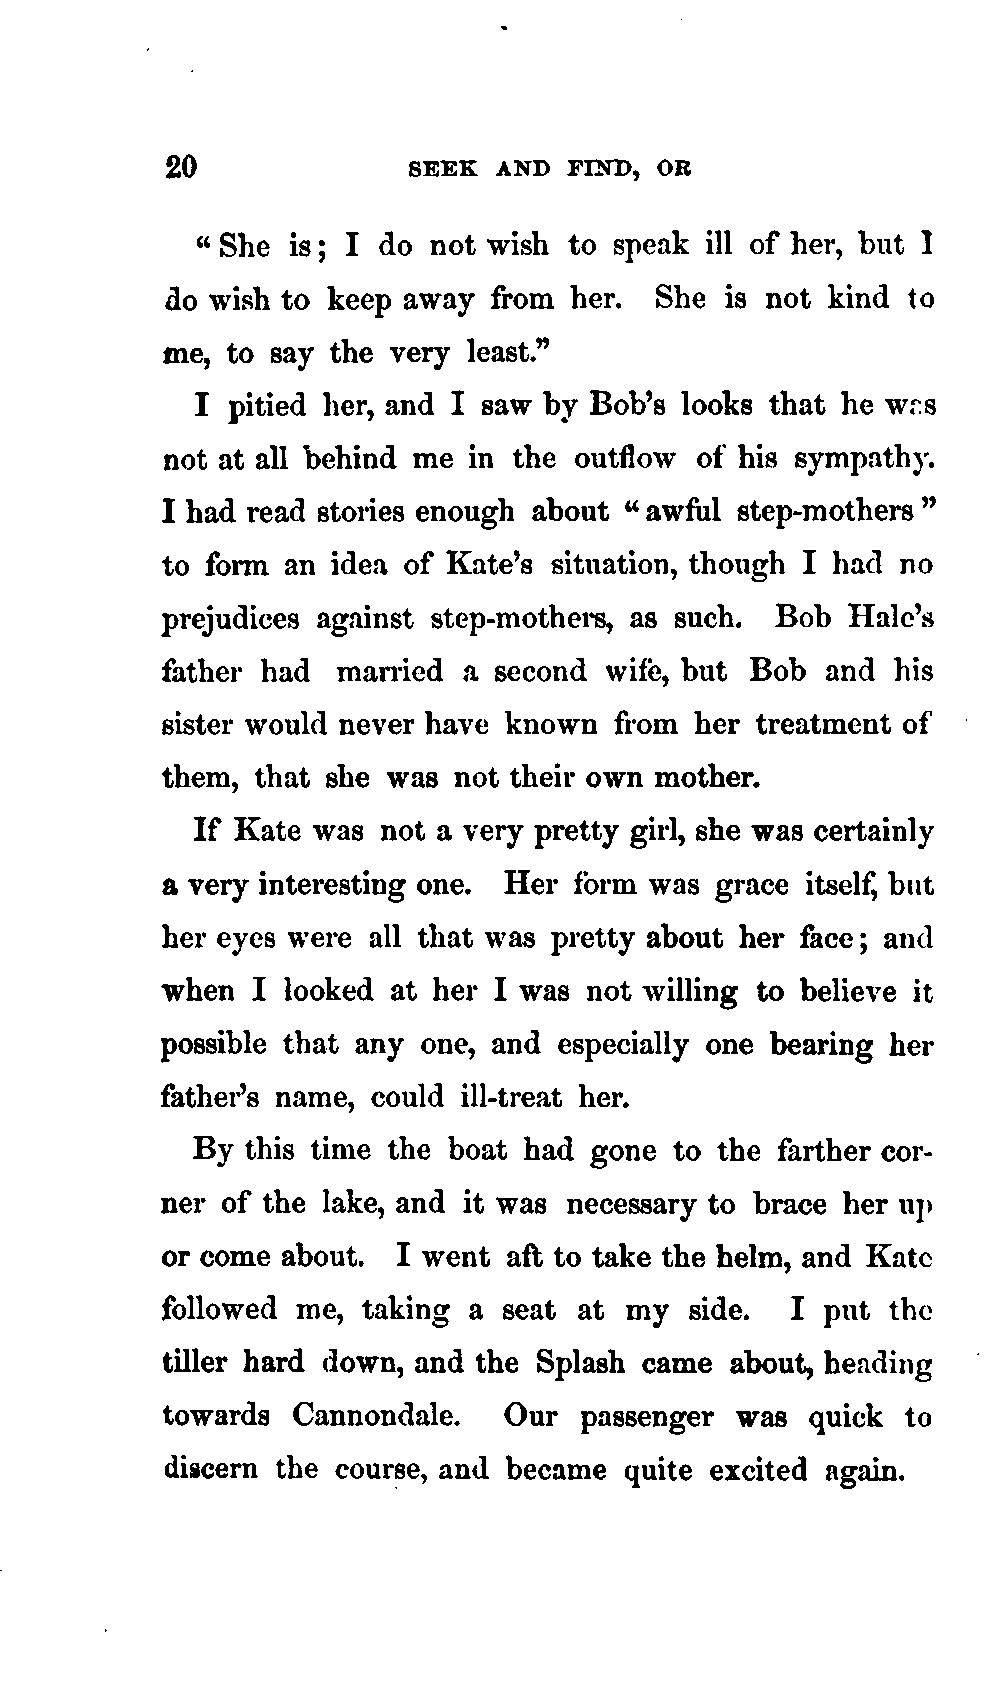 20 SEEK AND FIND, OR
“She is; I do not wish to speak ill of her, but I
do wish to keep away from her. She is not kind to
me, to say the very least.”
I pitied her, and I saw by Bob’s looks that he was
not at all behind me in the outflow of his sympathy.
I had read stories enough about “awful step-mothers”
to form an idea of Kate’s situation, though I had no
prejudices against step-mothers, as such. Bob Hale’s
father had married a second wife, but Bob and his
sister would never have known from her treatment of
them, that she was not their own mother.
If Kate was not a very pretty girl, she was certainly
a very interesting one. Her form was grace itself, but
her eyes were all that was pretty about her face; and
when I looked at her I was not willing to believe it
possible that any one, and especially one bearing her
father’s name, could ill-treat her.
By this time the boat had gone to the farther cor-
ner of the lake, and it was necessary to brace her up
or come about. I went aft to take the helm, and Kate
followed me, taking a seat at my side. I put the
tiller hard down, and the Splash came about, heading
towards Cannondale. Our passenger was quick to
discern the course, and became quite excited again.